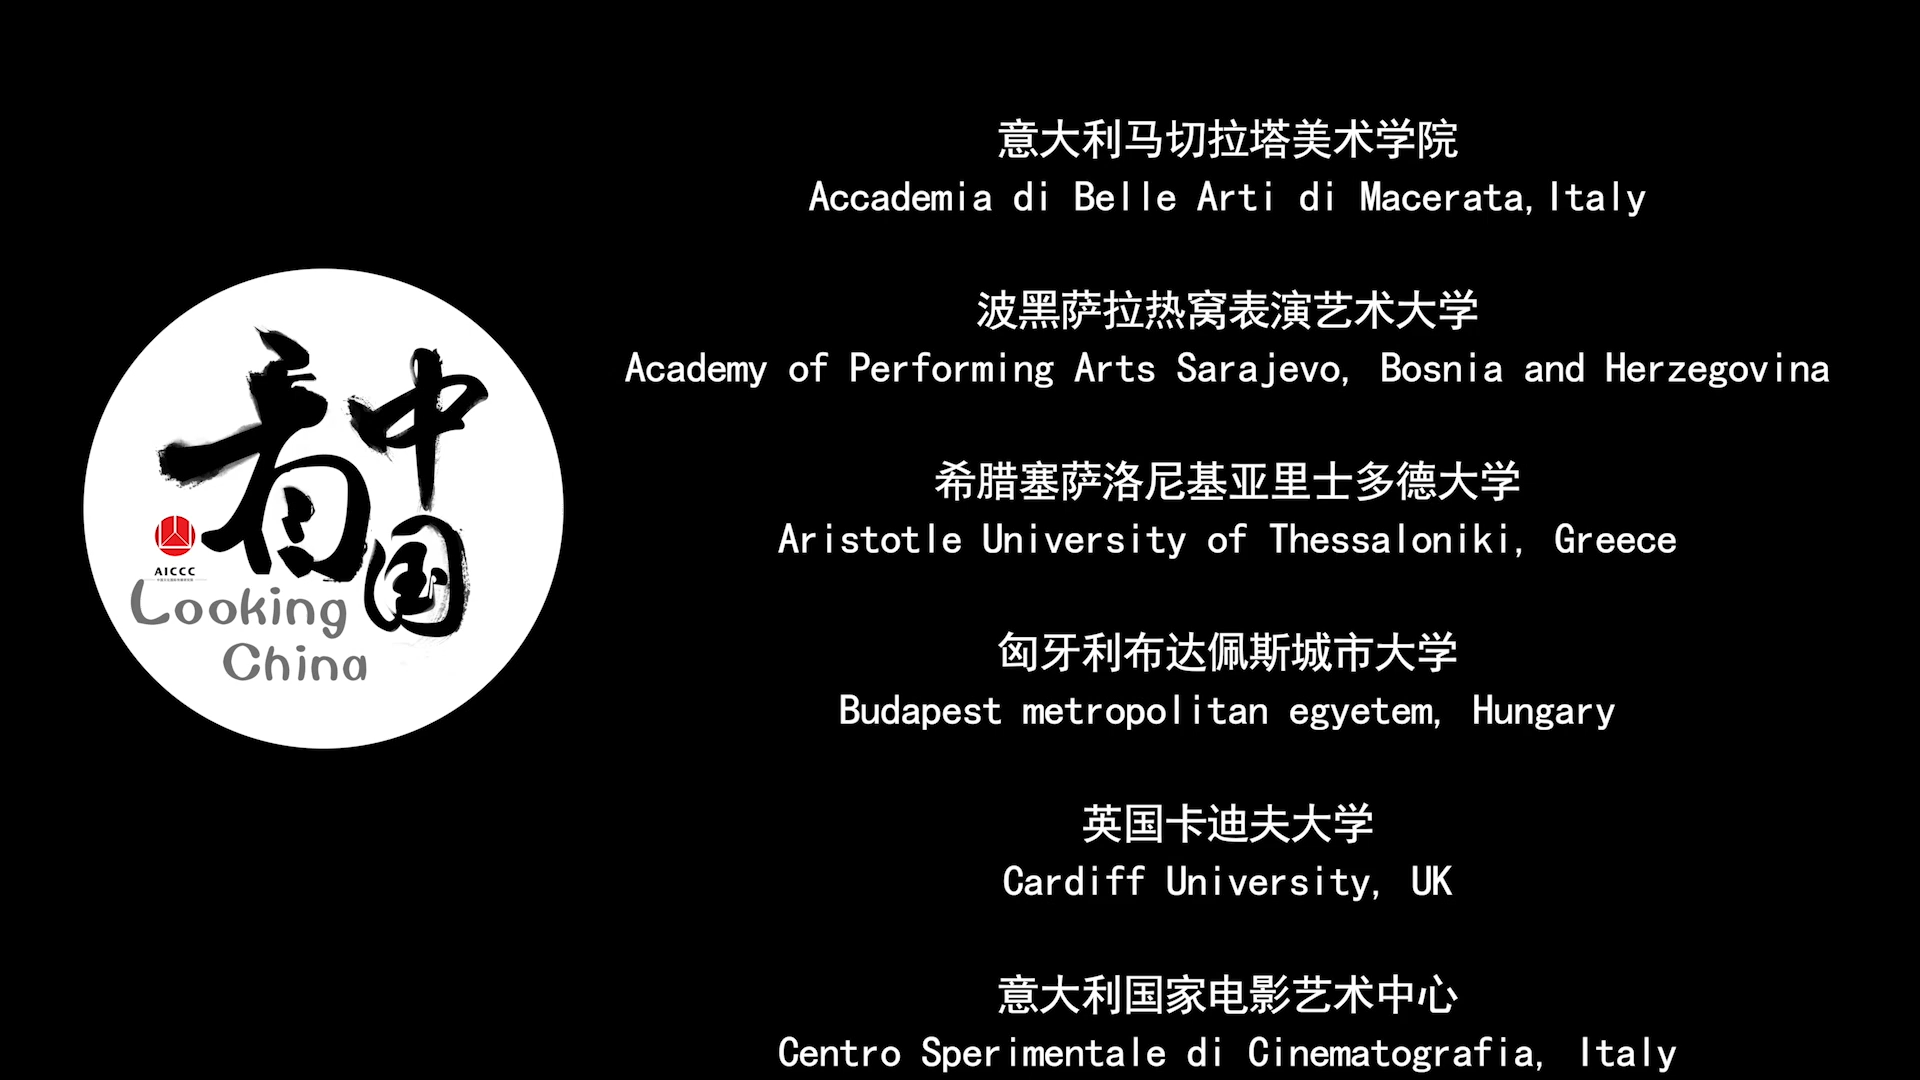 看中国
AICCC
Looking
China
意大利马切拉塔美术学院
Accademia di Belle Arti di Macerata,Italy
波黑萨拉热窝表演艺术大学
Academy of Performing Arts Sarajevo, Bosnia and Herzegovina
希腊塞萨洛尼基亚里士多德大学
Aristotle University of Thessaloniki, Greece
匈牙利布达佩斯城市大学
Budapest metropolitan egyetem, Hungary
英国卡迪夫大学
Cardiff University, UK
意大利国家电影艺术中心
Centro Sperimentale di Cinematografia, Italy